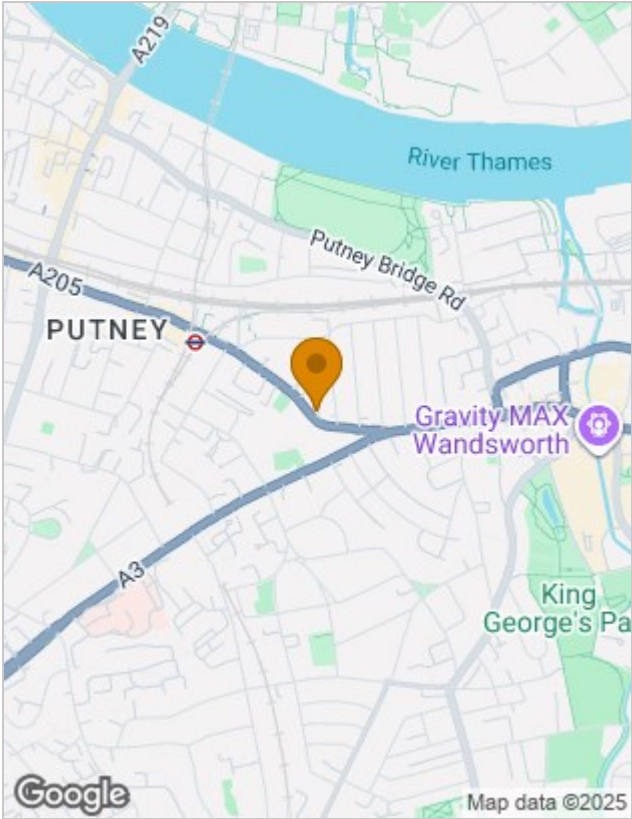 A219
River Thames
Putney Bridge Rd
A205
PUTNEY
Gravity MAX
Wandsworth
A3
King
George's Pa
Google
Map data ©2025